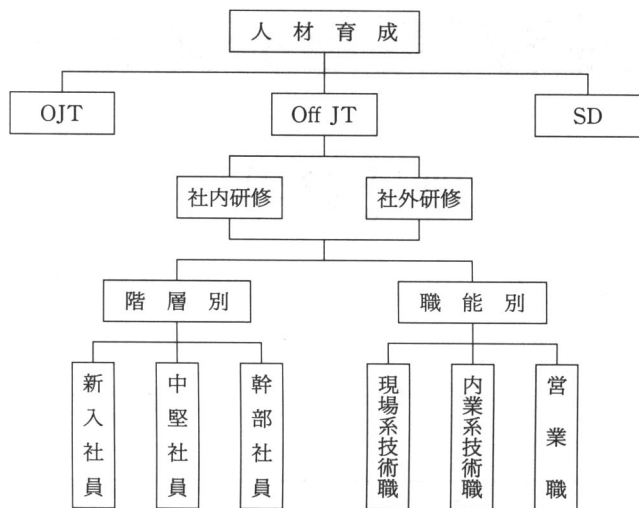 人材育成
OJT
Off JT
SD
社内研修
社外研修
階層別
職能別
新入社員
中堅社員
幹部社員
現場系技術職
内業系技術職
営業職